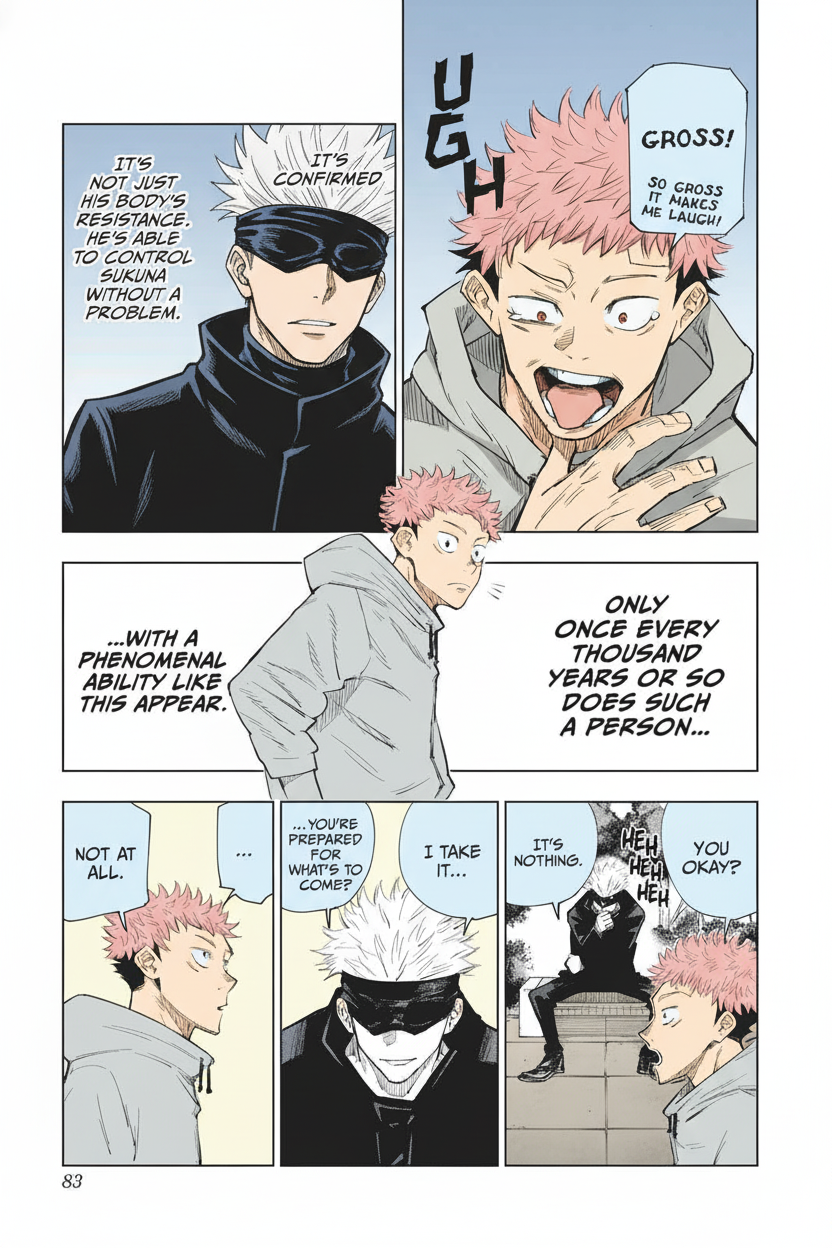 UGH
GROSS!
SO GROSS
IT MAKES
ME LAUGH!
IT'S
CONFIRMED
IT'S
NOT JUST
HIS BODY'S
RESISTANCE.
HE'S ABLE
TO CONTROL
SUKUNA
WITHOUT A
PROBLEM.
ONLY
ONCE EVERY
THOUSAND
YEARS OR SO
DOES SUCH
A PERSON...
...WITH A
PHENOMENAL
ABILITY LIKE
THIS APPEAR.
YOU
OKAY?
HEH
HEH
HEH
IT'S
NOTHING.
I TAKE
IT...
...YOU'RE
PREPARED
FOR
WHAT'S TO
COME?
...
NOT AT
ALL.
83